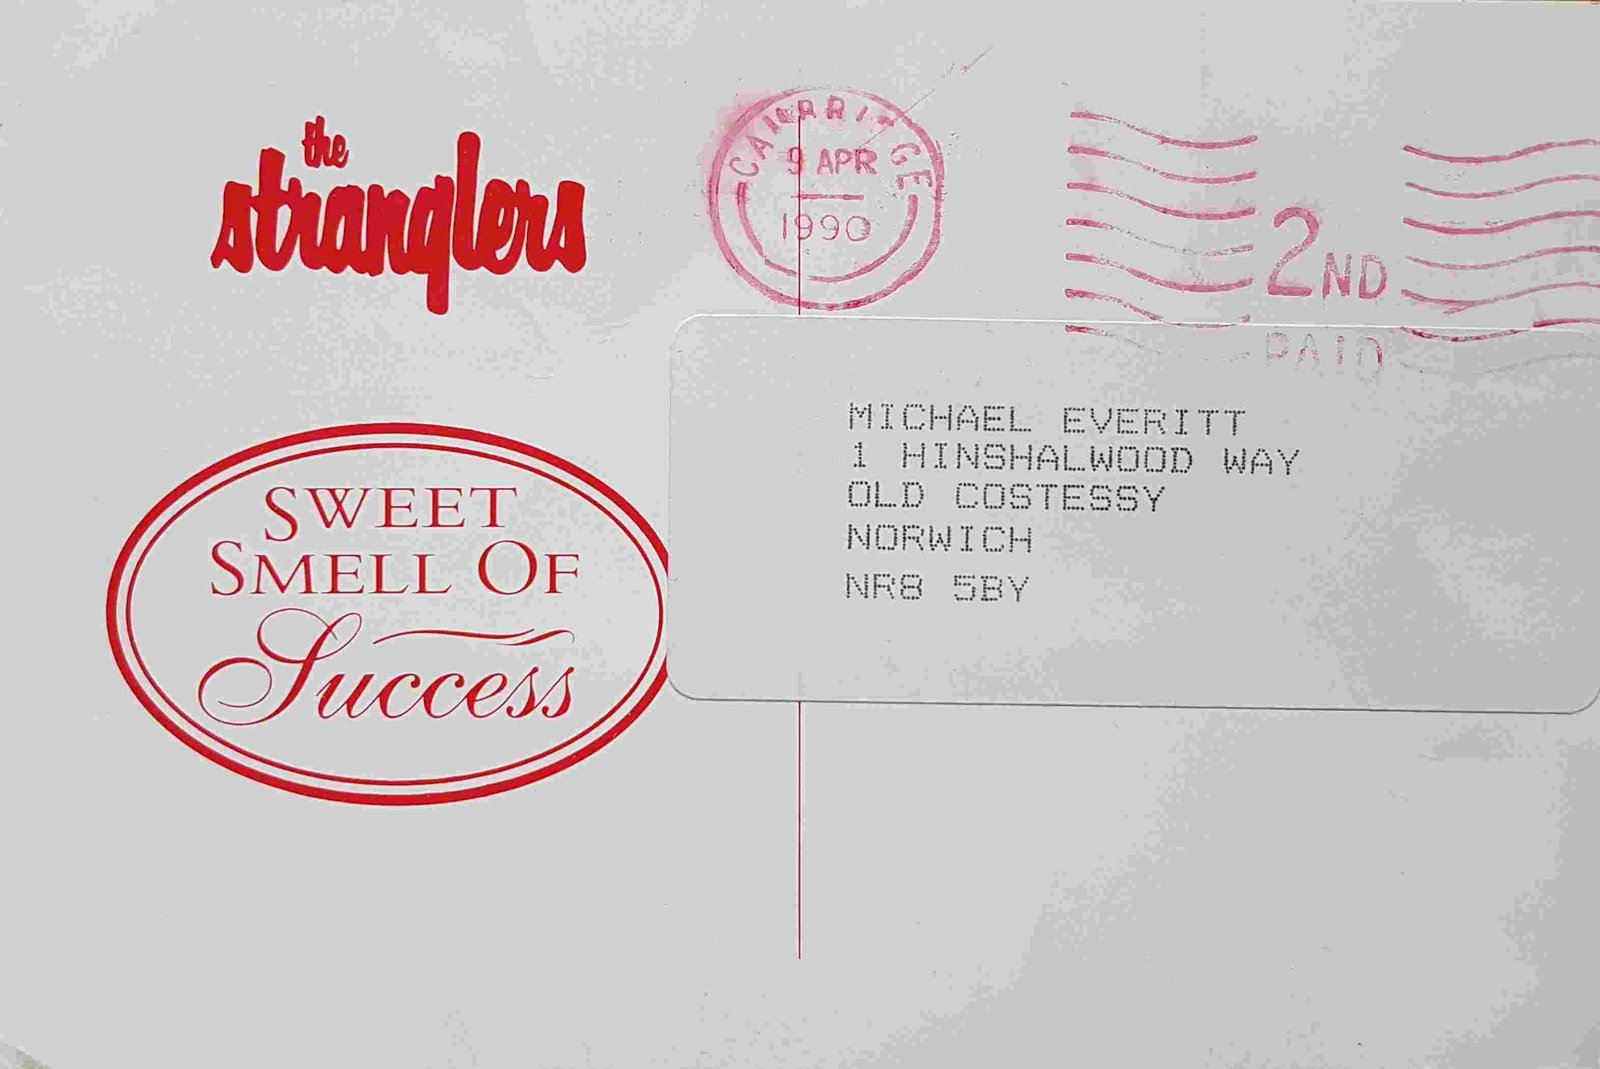 the
stranglers
SWEET
SMELL OF
Success
CAMBRIDGE
9 APR
1990
2ND
PAID
MICHAEL EVERITT
1 HINSHALWOOD WAY
OLD COSTESSY
NORWICH
NR8 5BY